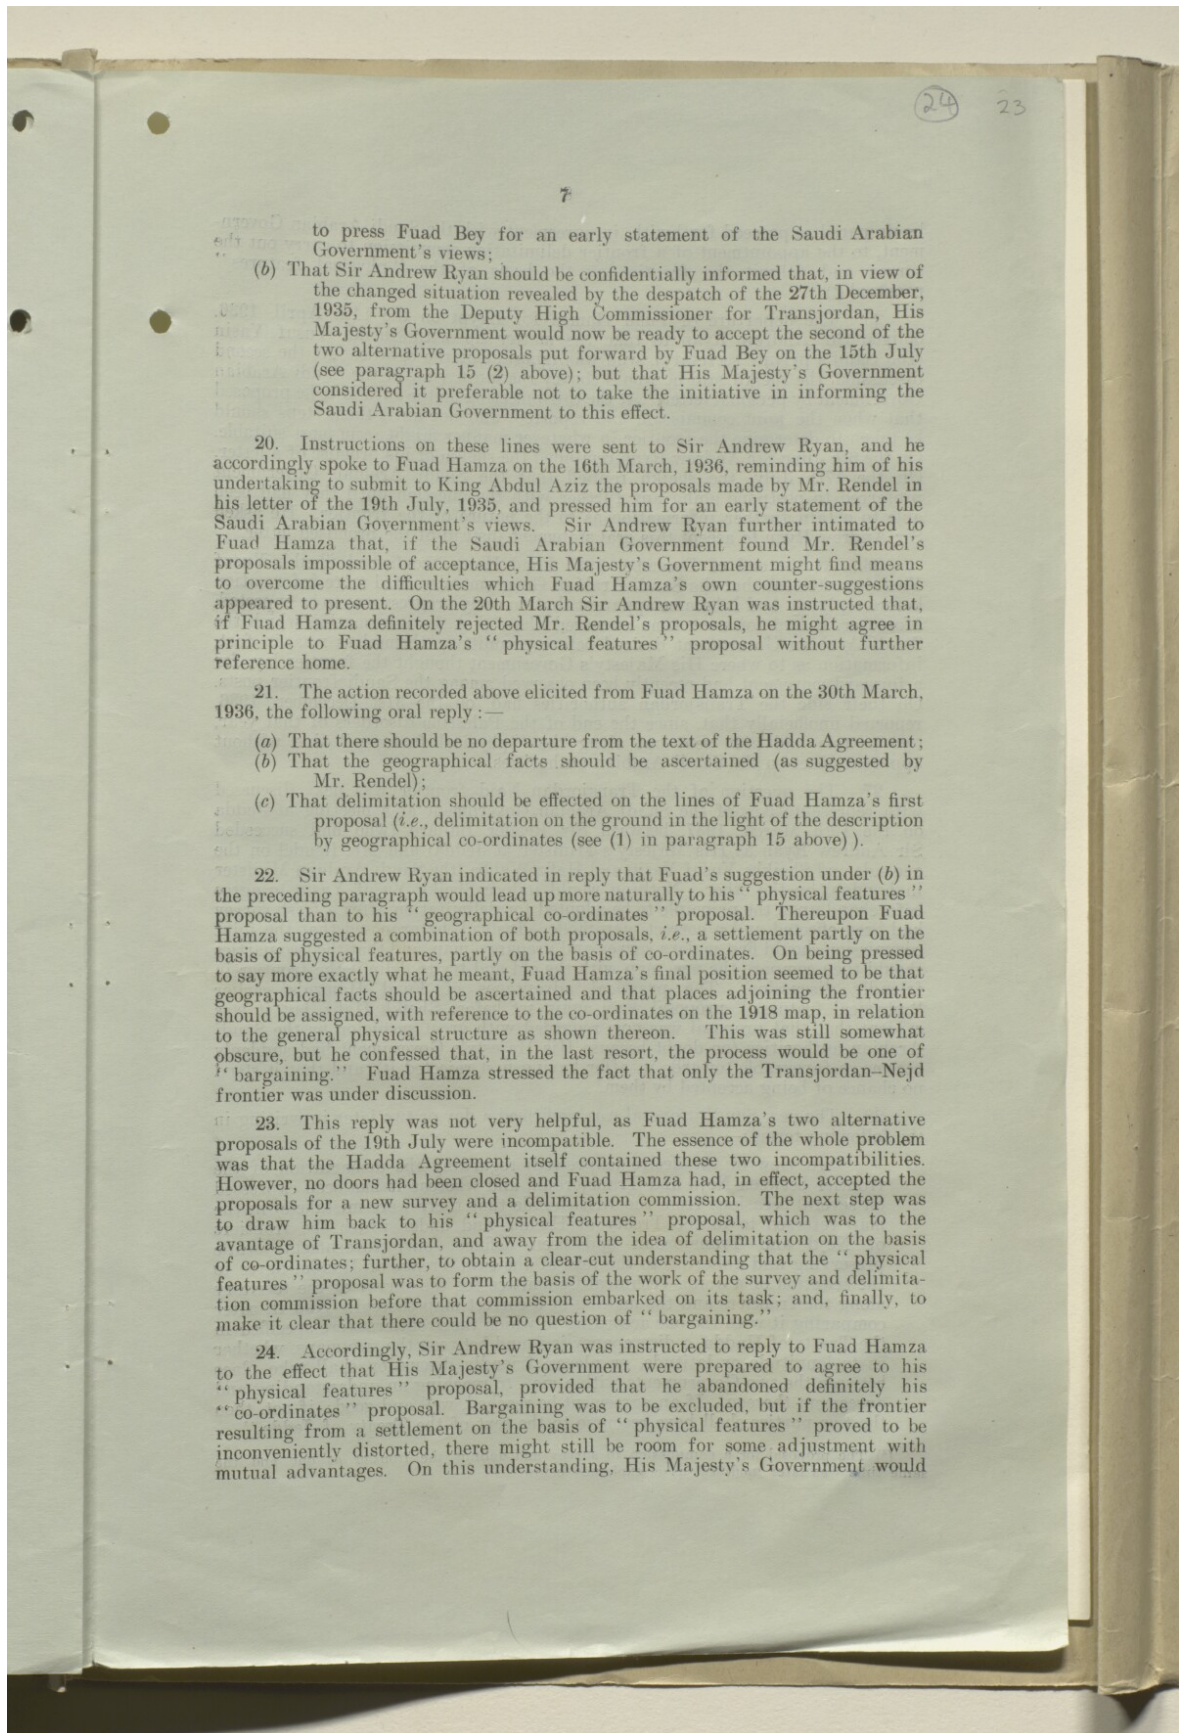 24 23
7
to press Fuad Bey for an early statement of the Saudi Arabian
Government's views;
(b) That Sir Andrew Ryan should be confidentially informed that, in view of
the changed situation revealed by the despatch of the 27th December,
1935, from the Deputy High Commissioner for Transjordan, His
Majesty's Government would now be ready to accept the second of the
two alternative proposals put forward by Fuad Bey on the 15th July
(see paragraph 15 (2) above); but that His Majesty's Government
considered it preferable not to take the initiative in informing the
Saudi Arabian Government to this effect.
20. Instructions on these lines were sent to Sir Andrew Ryan, and he
accordingly spoke to Fuad Hamza on the 16th March, 1936, reminding him of his
undertaking to submit to King Abdul Aziz the proposals made by Mr. Rendel in
his letter of the 19th July, 1935, and pressed him for an early statement of the
Saudi Arabian Government's views. Sir Andrew Ryan further intimated to
Fuad Hamza that, if the Saudi Arabian Government found Mr. Rendel's
proposals impossible of acceptance, His Majesty's Government might find means
to overcome the difficulties which Fuad Hamza's own counter-suggestions
appeared to present. On the 20th March Sir Andrew Ryan was instructed that,
if Fuad Hamza definitely rejected Mr. Rendel's proposals, he might agree in
principle to Fuad Hamza's "physical features" proposal without further
reference home.
21. The action recorded above elicited from Fuad Hamza on the 30th March,
1936, the following oral reply :—
(a) That there should be no departure from the text of the Hadda Agreement;
(b) That the geographical facts should be ascertained (as suggested by
Mr. Rendel);
(c) That delimitation should be effected on the lines of Fuad Hamza's first
proposal (i.e., delimitation on the ground in the light of the description
by geographical co-ordinates (see (1) in paragraph 15 above) ).
22. Sir Andrew Ryan indicated in reply that Fuad's suggestion under (b) in
the preceding paragraph would lead up more naturally to his "physical features"
proposal than to his "geographical co-ordinates" proposal. Thereupon Fuad
Hamza suggested a combination of both proposals, i.e., a settlement partly on the
basis of physical features, partly on the basis of co-ordinates. On being pressed
to say more exactly what he meant, Fuad Hamza's final position seemed to be that
geographical facts should be ascertained and that places adjoining the frontier
should be assigned, with reference to the co-ordinates on the 1918 map, in relation
to the general physical structure as shown thereon. This was still somewhat
obscure, but he confessed that, in the last resort, the process would be one of
"bargaining." Fuad Hamza stressed the fact that only the Transjordan–Nejd
frontier was under discussion.
23. This reply was not very helpful, as Fuad Hamza's two alternative
proposals of the 19th July were incompatible. The essence of the whole problem
was that the Hadda Agreement itself contained these two incompatibilities.
However, no doors had been closed and Fuad Hamza had, in effect, accepted the
proposals for a new survey and a delimitation commission. The next step was
to draw him back to his "physical features" proposal, which was to the
avantage of Transjordan, and away from the idea of delimitation on the basis
of co-ordinates; further, to obtain a clear-cut understanding that the "physical
features" proposal was to form the basis of the work of the survey and delimita-
tion commission before that commission embarked on its task; and, finally, to
make it clear that there could be no question of "bargaining."
24. Accordingly, Sir Andrew Ryan was instructed to reply to Fuad Hamza
to the effect that His Majesty's Government were prepared to agree to his
"physical features" proposal, provided that he abandoned definitely his
"co-ordinates" proposal. Bargaining was to be excluded, but if the frontier
resulting from a settlement on the basis of "physical features" proved to be
inconveniently distorted, there might still be room for some adjustment with
mutual advantages. On this understanding, His Majesty's Government would